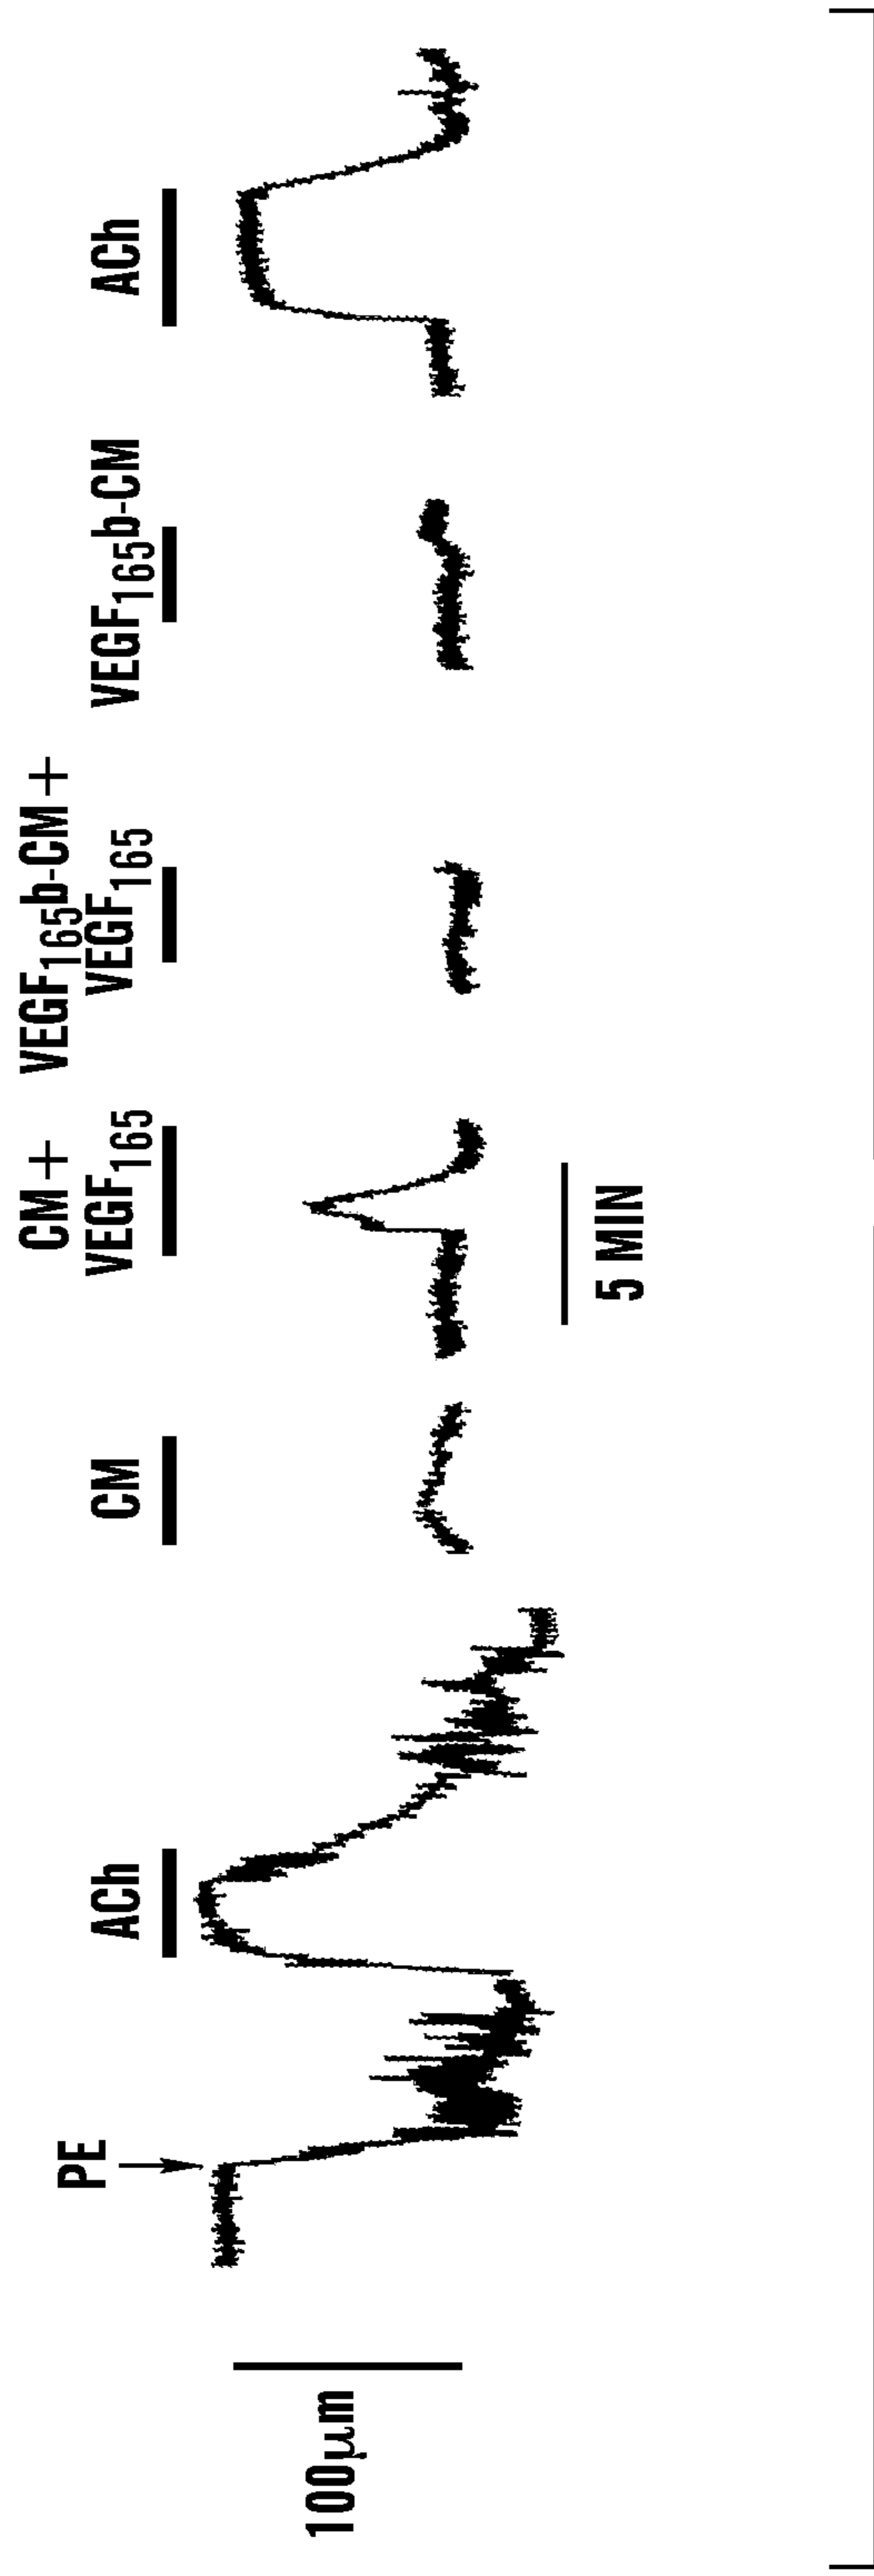 100μm
PE
ACh
CM
CM+
VEGF165
5 MIN
VEGF165b-CM+
VEGF165
VEGF165b-CM
ACh